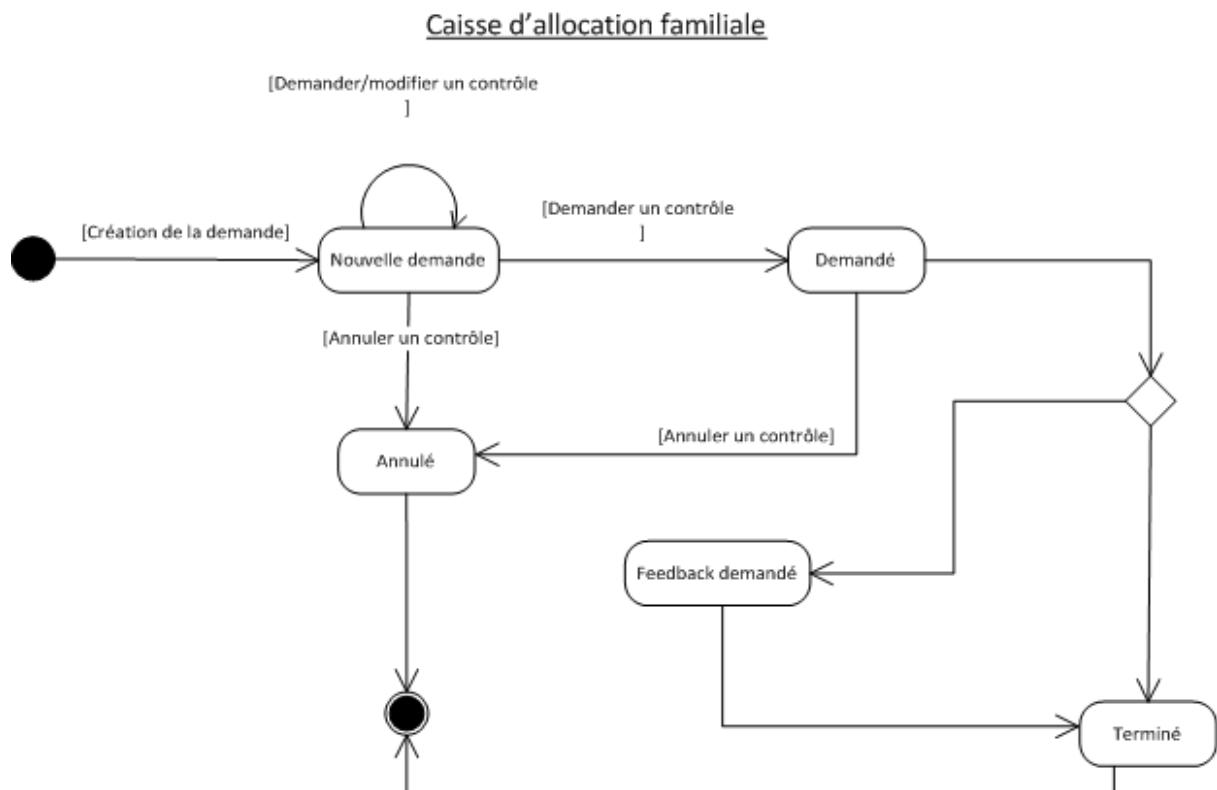 Caisse d'allocation familiale
[Demander/modifier un contrôle
]
[Création de la demande]
[Demander un contrôle
]
Nouvelle demande
Demandé
[Annuler un contrôle]
[Annuler un contrôle]
Annulé
Feedback demandé
Terminé